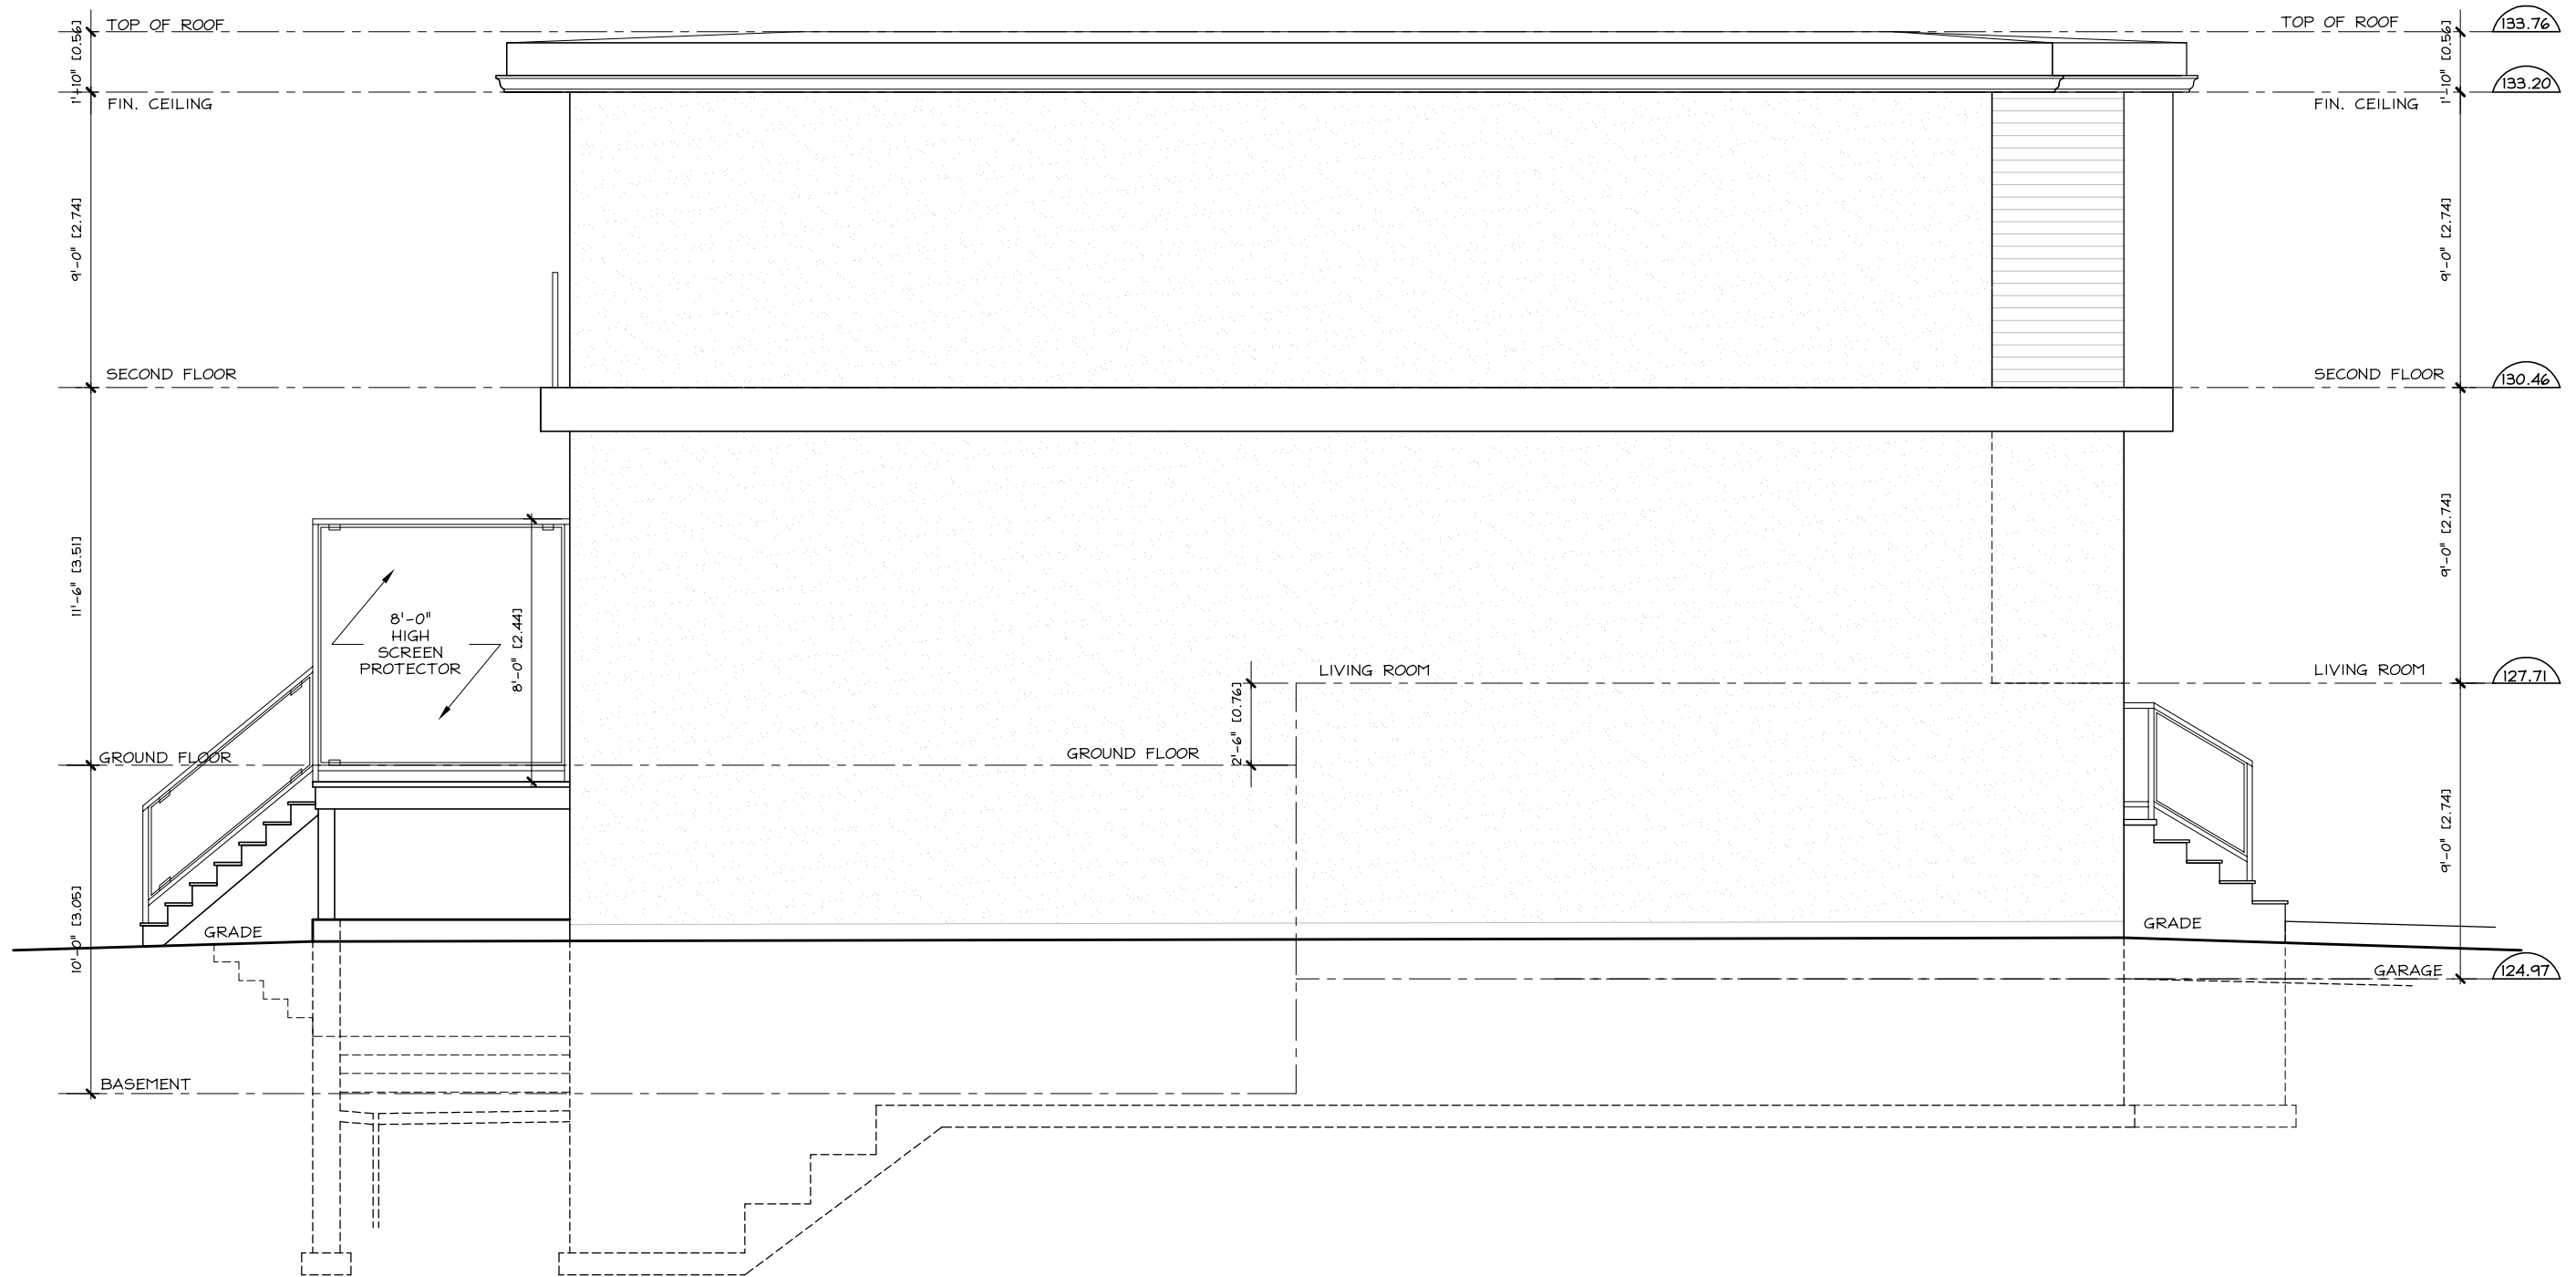 TOP OF ROOF
TOP OF ROOF
133.76
1'-10" [0.56]
1'-10" [0.56]
133.20
FIN. CEILING
FIN. CEILING
9'-0" [2.74]
9'-0" [2.74]
SECOND FLOOR
SECOND FLOOR
130.46
11'-6" [3.51]
9'-0" [2.74]
8'-0"
HIGH
SCREEN
PROTECTOR
8'-0" [2.44]
LIVING ROOM
LIVING ROOM
127.71
2'-6" [0.76]
GROUND FLOOR
GROUND FLOOR
9'-0" [2.74]
10'-0" [3.05]
GRADE
GRADE
GARAGE
124.97
BASEMENT